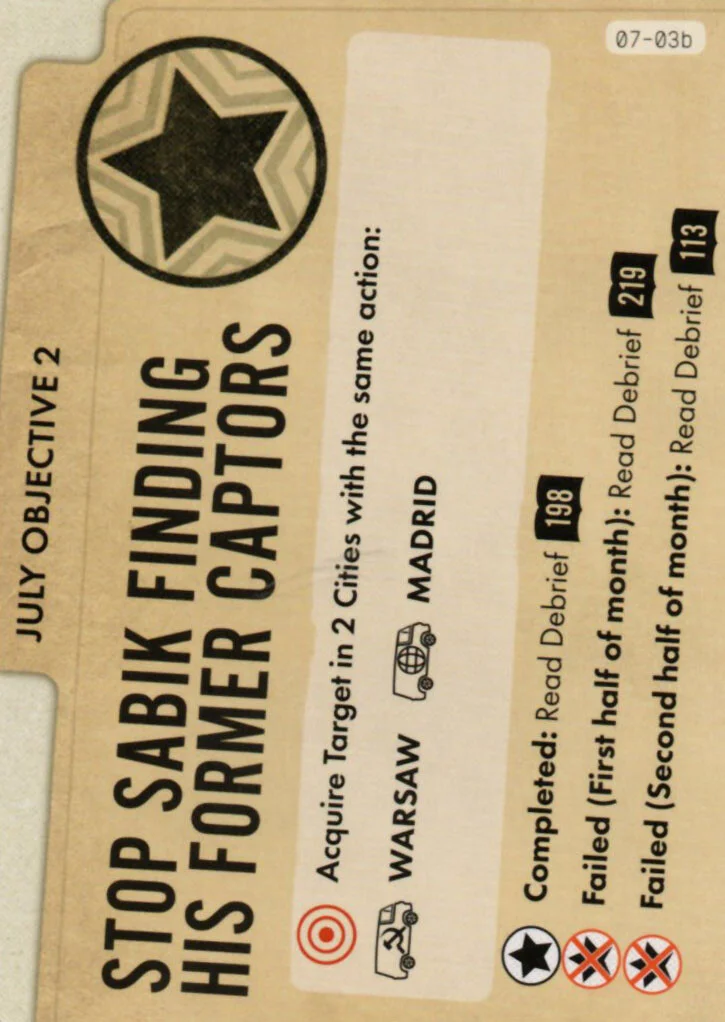 JULY OBJECTIVE 2
07-03b
STOP SABIK FINDING
HIS FORMER CAPTORS
Acquire Target in 2 Cities with the same action:
WARSAW MADRID
Completed: Read Debrief 198
Failed (First half of month): Read Debrief 219
Failed (Second half of month): Read Debrief 113